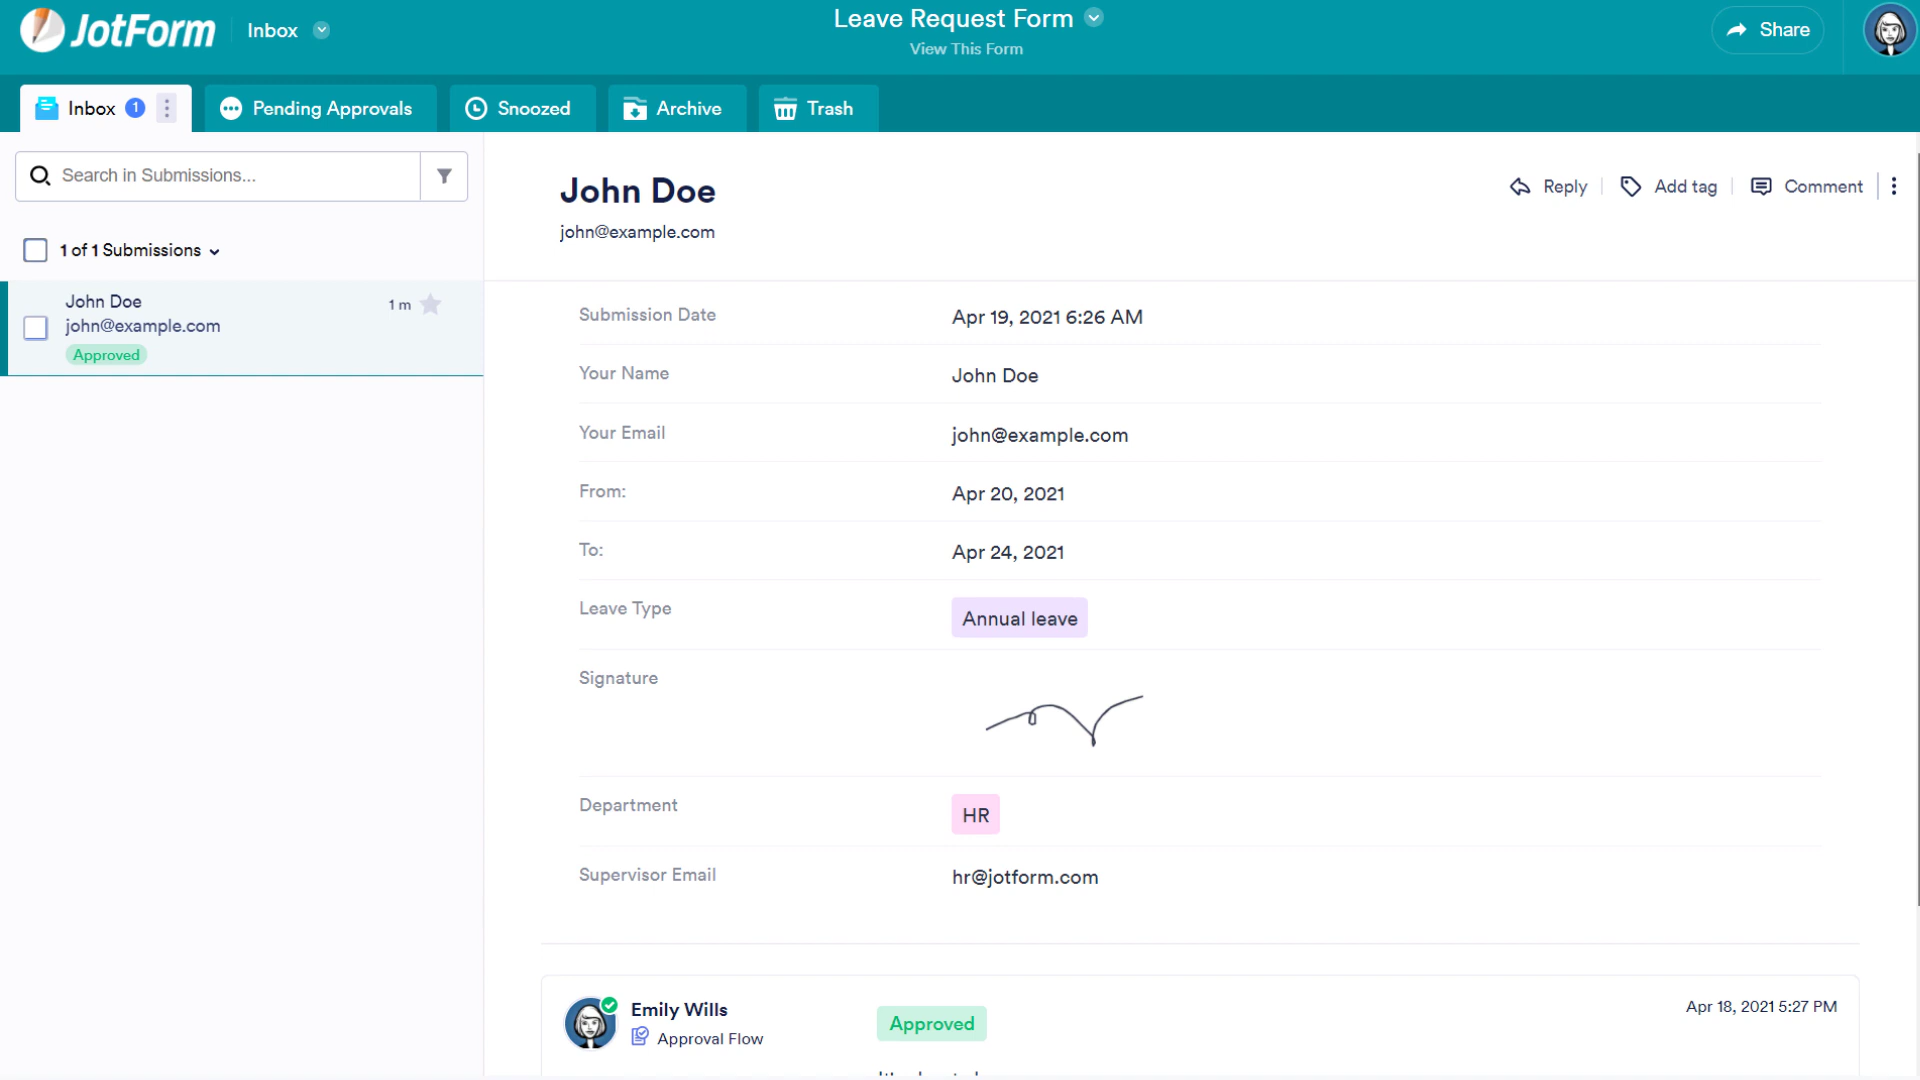 JotForm
Inbox
Leave Request Form
View This Form
Share
Inbox 1
Pending Approvals
Snoozed
Archive
Trash
Search in Submissions...
1 of 1 Submissions
John Doe
1 m
john@example.com
Approved
John Doe
john@example.com
Reply
Add tag
Comment
Submission Date
Apr 19, 2021 6:26 AM
Your Name
John Doe
Your Email
john@example.com
From:
Apr 20, 2021
To:
Apr 24, 2021
Leave Type
Annual leave
Signature
Department
HR
Supervisor Email
hr@jotform.com
Emily Wills
Approval Flow
Approved
Apr 18, 2021 5:27 PM